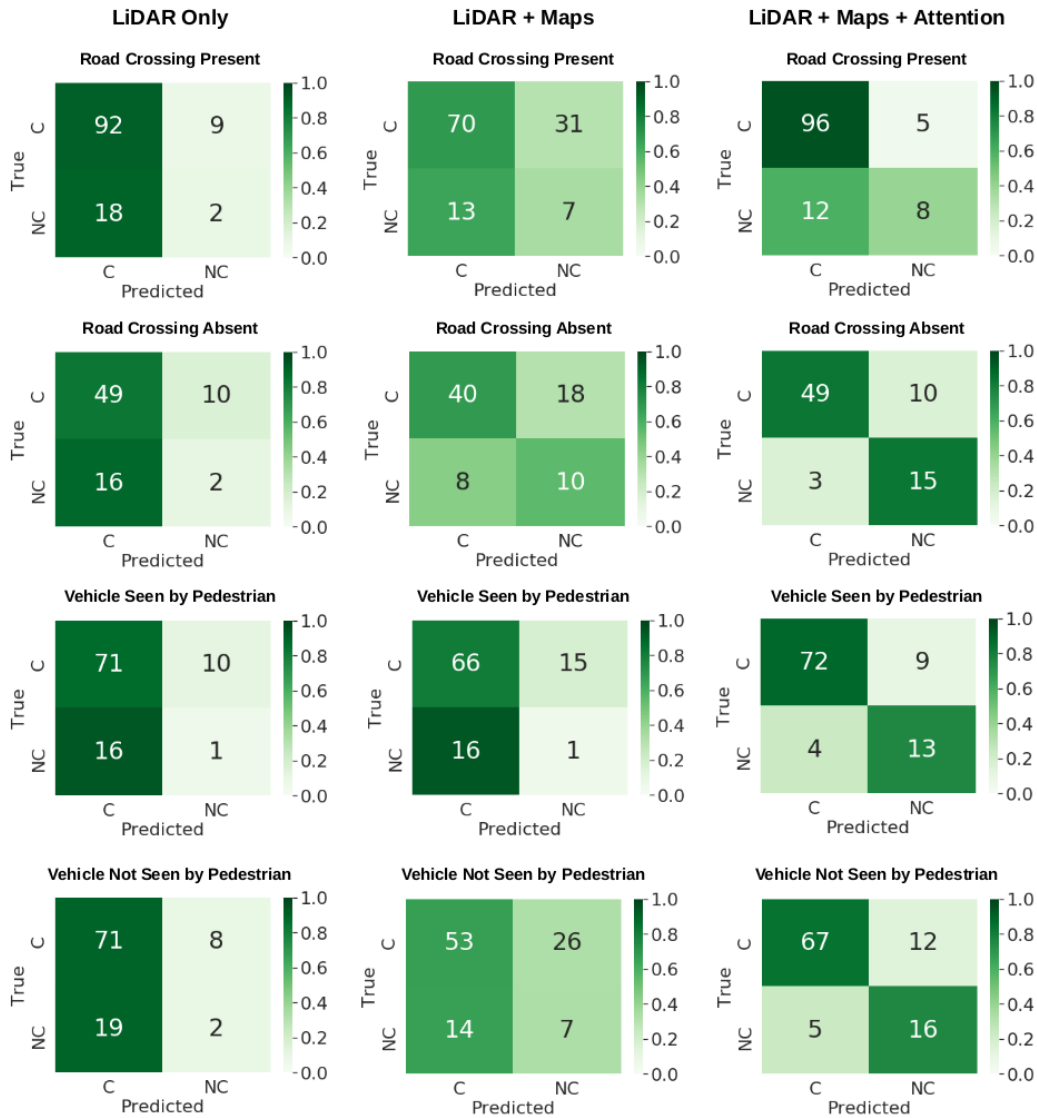 LiDAR Only LiDAR + Maps LiDAR + Maps + Attention
Road Crossing Present Road Crossing Present Road Crossing Present
1.0 1.0 1.0
C 92 9 0.8 C 70 31 0.8 C 96 5 0.8
0.6 0.6 0.6
True True True
0.4 0.4 0.4
NC 18 2 0.2 NC 13 7 0.2 NC 12 8 0.2
0.0 0.0 0.0
C NC C NC C NC
Predicted Predicted Predicted
Road Crossing Absent Road Crossing Absent Road Crossing Absent
1.0 1.0 1.0
C 49 10 0.8 C 40 18 0.8 C 49 10 0.8
0.6 0.6 0.6
True True True
0.4 0.4 0.4
NC 16 2 0.2 NC 8 10 0.2 NC 3 15 0.2
0.0 0.0 0.0
C NC C NC C NC
Predicted Predicted Predicted
Vehicle Seen by Pedestrian Vehicle Seen by Pedestrian Vehicle Seen by Pedestrian
1.0 1.0 1.0
C 71 10 0.8 C 66 15 0.8 C 72 9 0.8
0.6 0.6 0.6
True True True
0.4 0.4 0.4
NC 16 1 0.2 NC 16 1 0.2 NC 4 13 0.2
0.0 0.0 0.0
C NC C NC C NC
Predicted Predicted Predicted
Vehicle Not Seen by Pedestrian Vehicle Not Seen by Pedestrian Vehicle Not Seen by Pedestrian
1.0 1.0 1.0
C 71 8 0.8 C 53 26 0.8 C 67 12 0.8
0.6 0.6 0.6
True True True
0.4 0.4 0.4
NC 19 2 0.2 NC 14 7 0.2 NC 5 16 0.2
0.0 0.0 0.0
C NC C NC C NC
Predicted Predicted Predicted